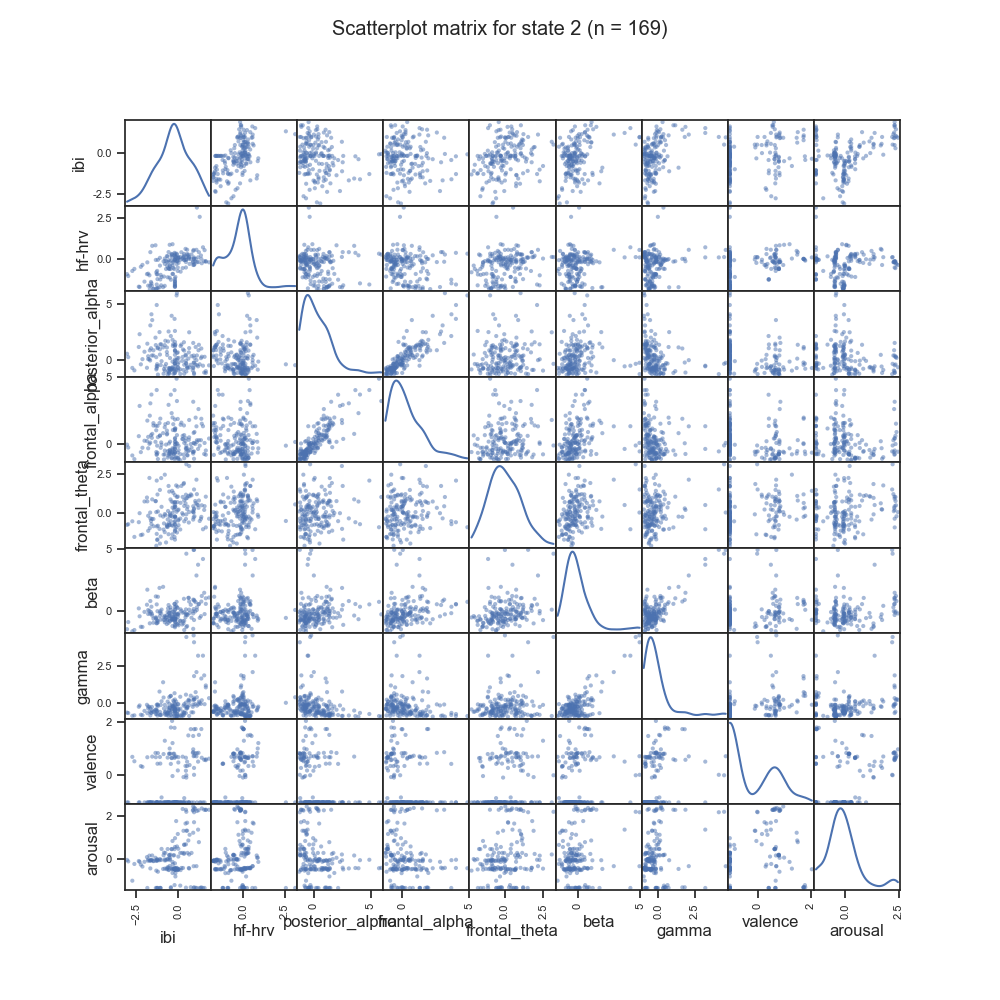 Scatterplot matrix for state 2 (n = 169)
ibi
0.0
-2.5
hf-hrv
2.5
0.0
posterior_alpha
5
0
frontal_alpha
5
0
frontal_theta
2.5
0.0
beta
5
0
gamma
2.5
0.0
valence
2
0
arousal
2
0
−2.5 0.0 0.0 2.5 0 5 0 5 0.0 2.5 0 5 0.0 2.5 0 2 0.0 2.5
ibi hf-hrv posterior_alpha frontal_alpha frontal_theta beta gamma valence arousal